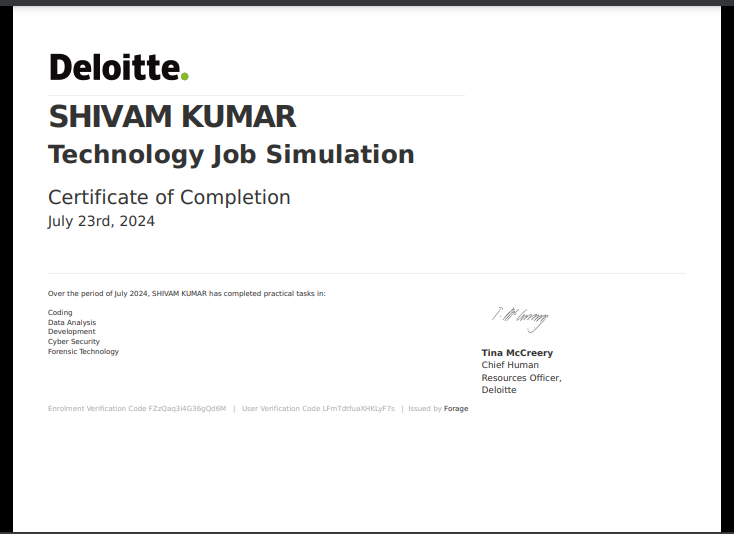 Deloitte.
SHIVAM KUMAR
Technology Job Simulation
Certificate of Completion
July 23rd, 2024
Over the period of July 2024, SHIVAM KUMAR has completed practical tasks in:
Coding
Data Analysis
Development
Cyber Security
Forensic Technology
Tina McCreery
Chief Human
Resources Officer,
Deloitte
Enrolment Verification Code FZzQaq3i4G36gQd6M | User Verification Code LFmTdtfuaXHKLyF7s | Issued by Forage